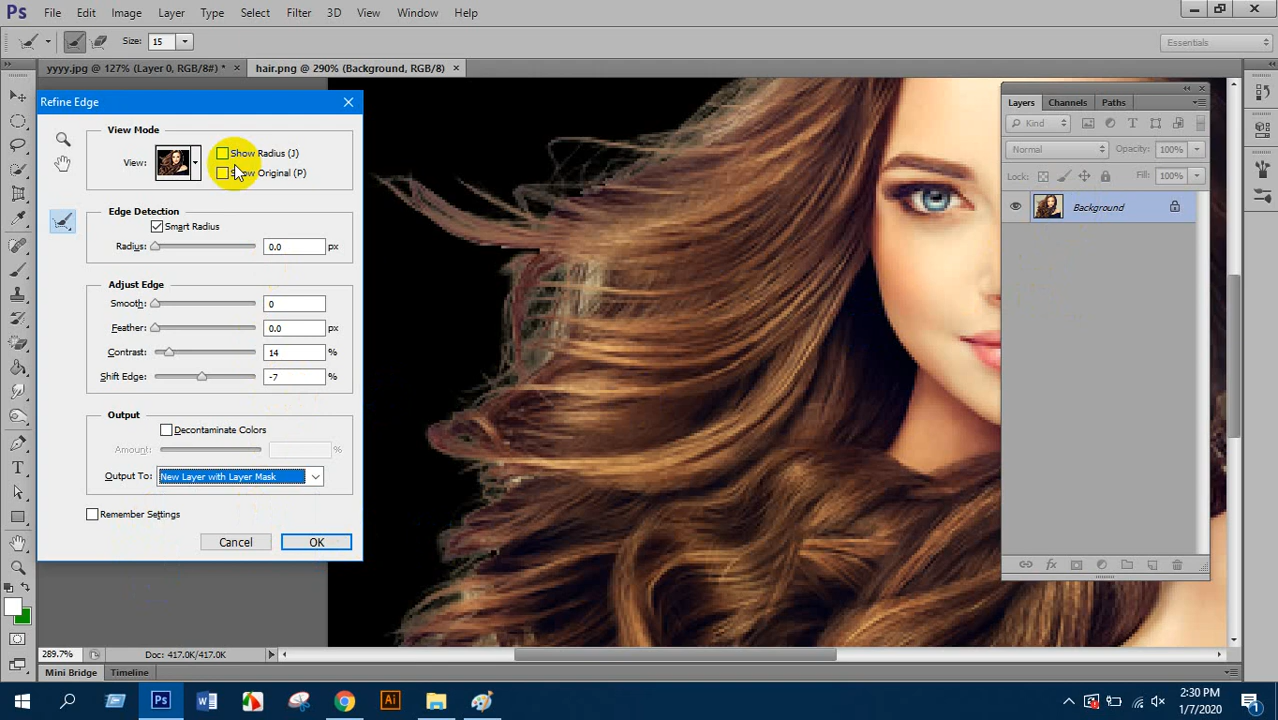 Ps File Edit Image Layer Type Select Filter 3D View Window Help
Size: 15 Essentials
yyyy.jpg @ 127% (Layer 0, RGB/8#) * × hair.png @ 290% (Background, RGB/8) ×
Refine Edge
View Mode
View:
Show Radius (J)
Show Original (P)
Edge Detection
Smart Radius
Radius: 0.0 px
Adjust Edge
Smooth: 0
Feather: 0.0 px
Contrast: 14 %
Shift Edge: -7 %
Output
Decontaminate Colors
Amount: %
Output To: New Layer with Layer Mask
Remember Settings
Cancel OK
Layers Channels Paths
Kind
Normal Opacity: 100%
Lock: Fill: 100%
Background
fx
T
289.7% Doc: 417.0K/417.0K
Mini Bridge Timeline
Ps W Ai
2:30 PM
1/7/2020
1